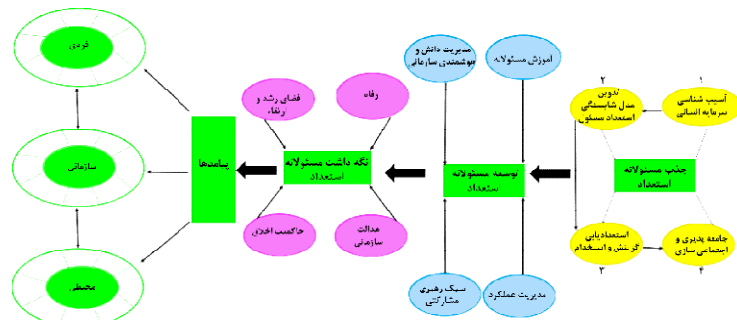 ۱
آسیب شناسی
سرمایه انسانی
۲
تدوین
مدل شایستگی
استعداد مسئول
جذب مسئولانه
استعداد
استعدادیابی
گزینش و استخدام
۳
جامعه پذیری و
اجتماعی سازی
۴
آموزش مسئولانه
مدیریت دانش و
هوشمندی سازمانی
توسعه مسئولانه
استعداد
مدیریت عملکرد
سبک رهبری
مشارکتی
رفاه
فضای رشد و
ارتقاء
نگه داشت مسئولانه
استعداد
عدالت
سازمانی
حاکمیت اخلاق
پیامدها
فردی
سازمانی
محیطی